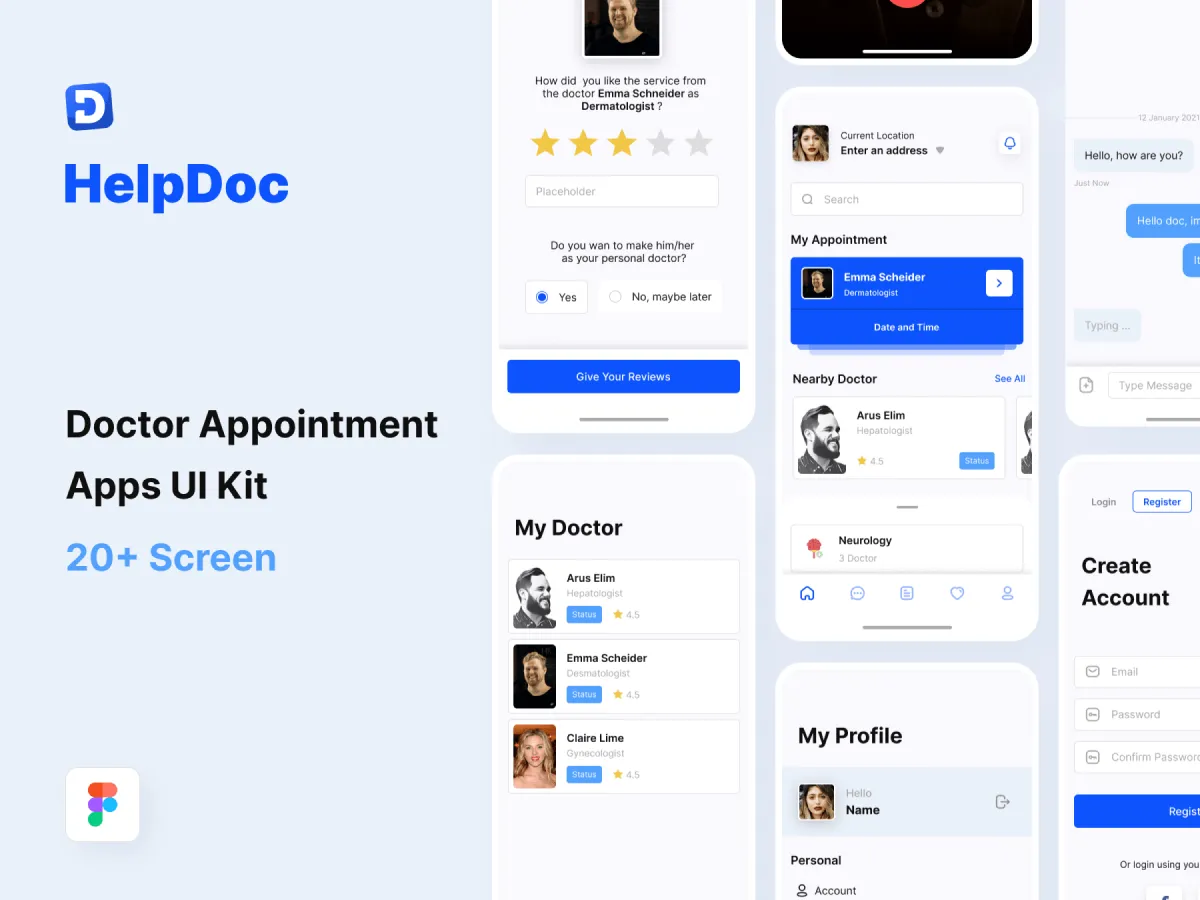 HelpDoc
Doctor Appointment
Apps UI Kit
20+ Screen
How did you like the service from
the doctor Emma Schneider as
Dermatologist ?
Placeholder
Do you wan to make him/her
as your personal doctor?
Yes
No, maybe later
Give Your Reviews
My Doctor
Arus Elim
Hepatologist
Status
4.5
Emma Scheider
Desmatologist
Status
4.5
Claire Lime
Gynecologist
Status
4.5
Current Location
Enter an address
Search
My Appointment
Emma Scheider
Dermatologist
Date and Time
Nearby Doctor
See All
Arus Elim
Hepatologist
4.5
Status
Neurology
3 Doctor
My Profile
Hello
Name
Personal
Account
12 January 2021
Hello, how are you?
Just Now
Hello doc, im
It
Typing ...
Type Message
Login
Register
Create
Account
Email
Password
Confirm Password
Regist
Or login using you